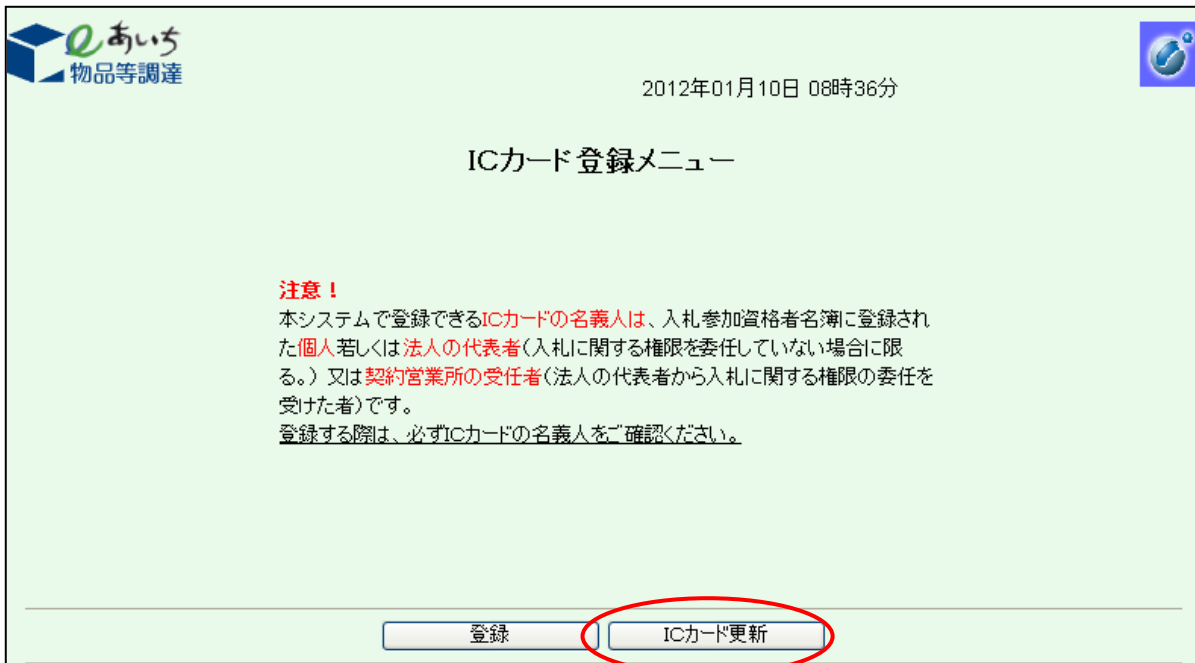 eあいち
物品等調達
2012年01月10日 08時36分
ICカード登録メニュー
注意！
本システムで登録できるICカードの名義人は、入札参加資格者名簿に登録され
た個人若しくは法人の代表者(入札に関する権限を委任していない場合に限
る。)又は契約営業所の受任者(法人の代表者から入札に関する権限の委任を
受けた者)です。
登録する際は、必ずICカードの名義人をご確認ください。
登録
ICカード更新